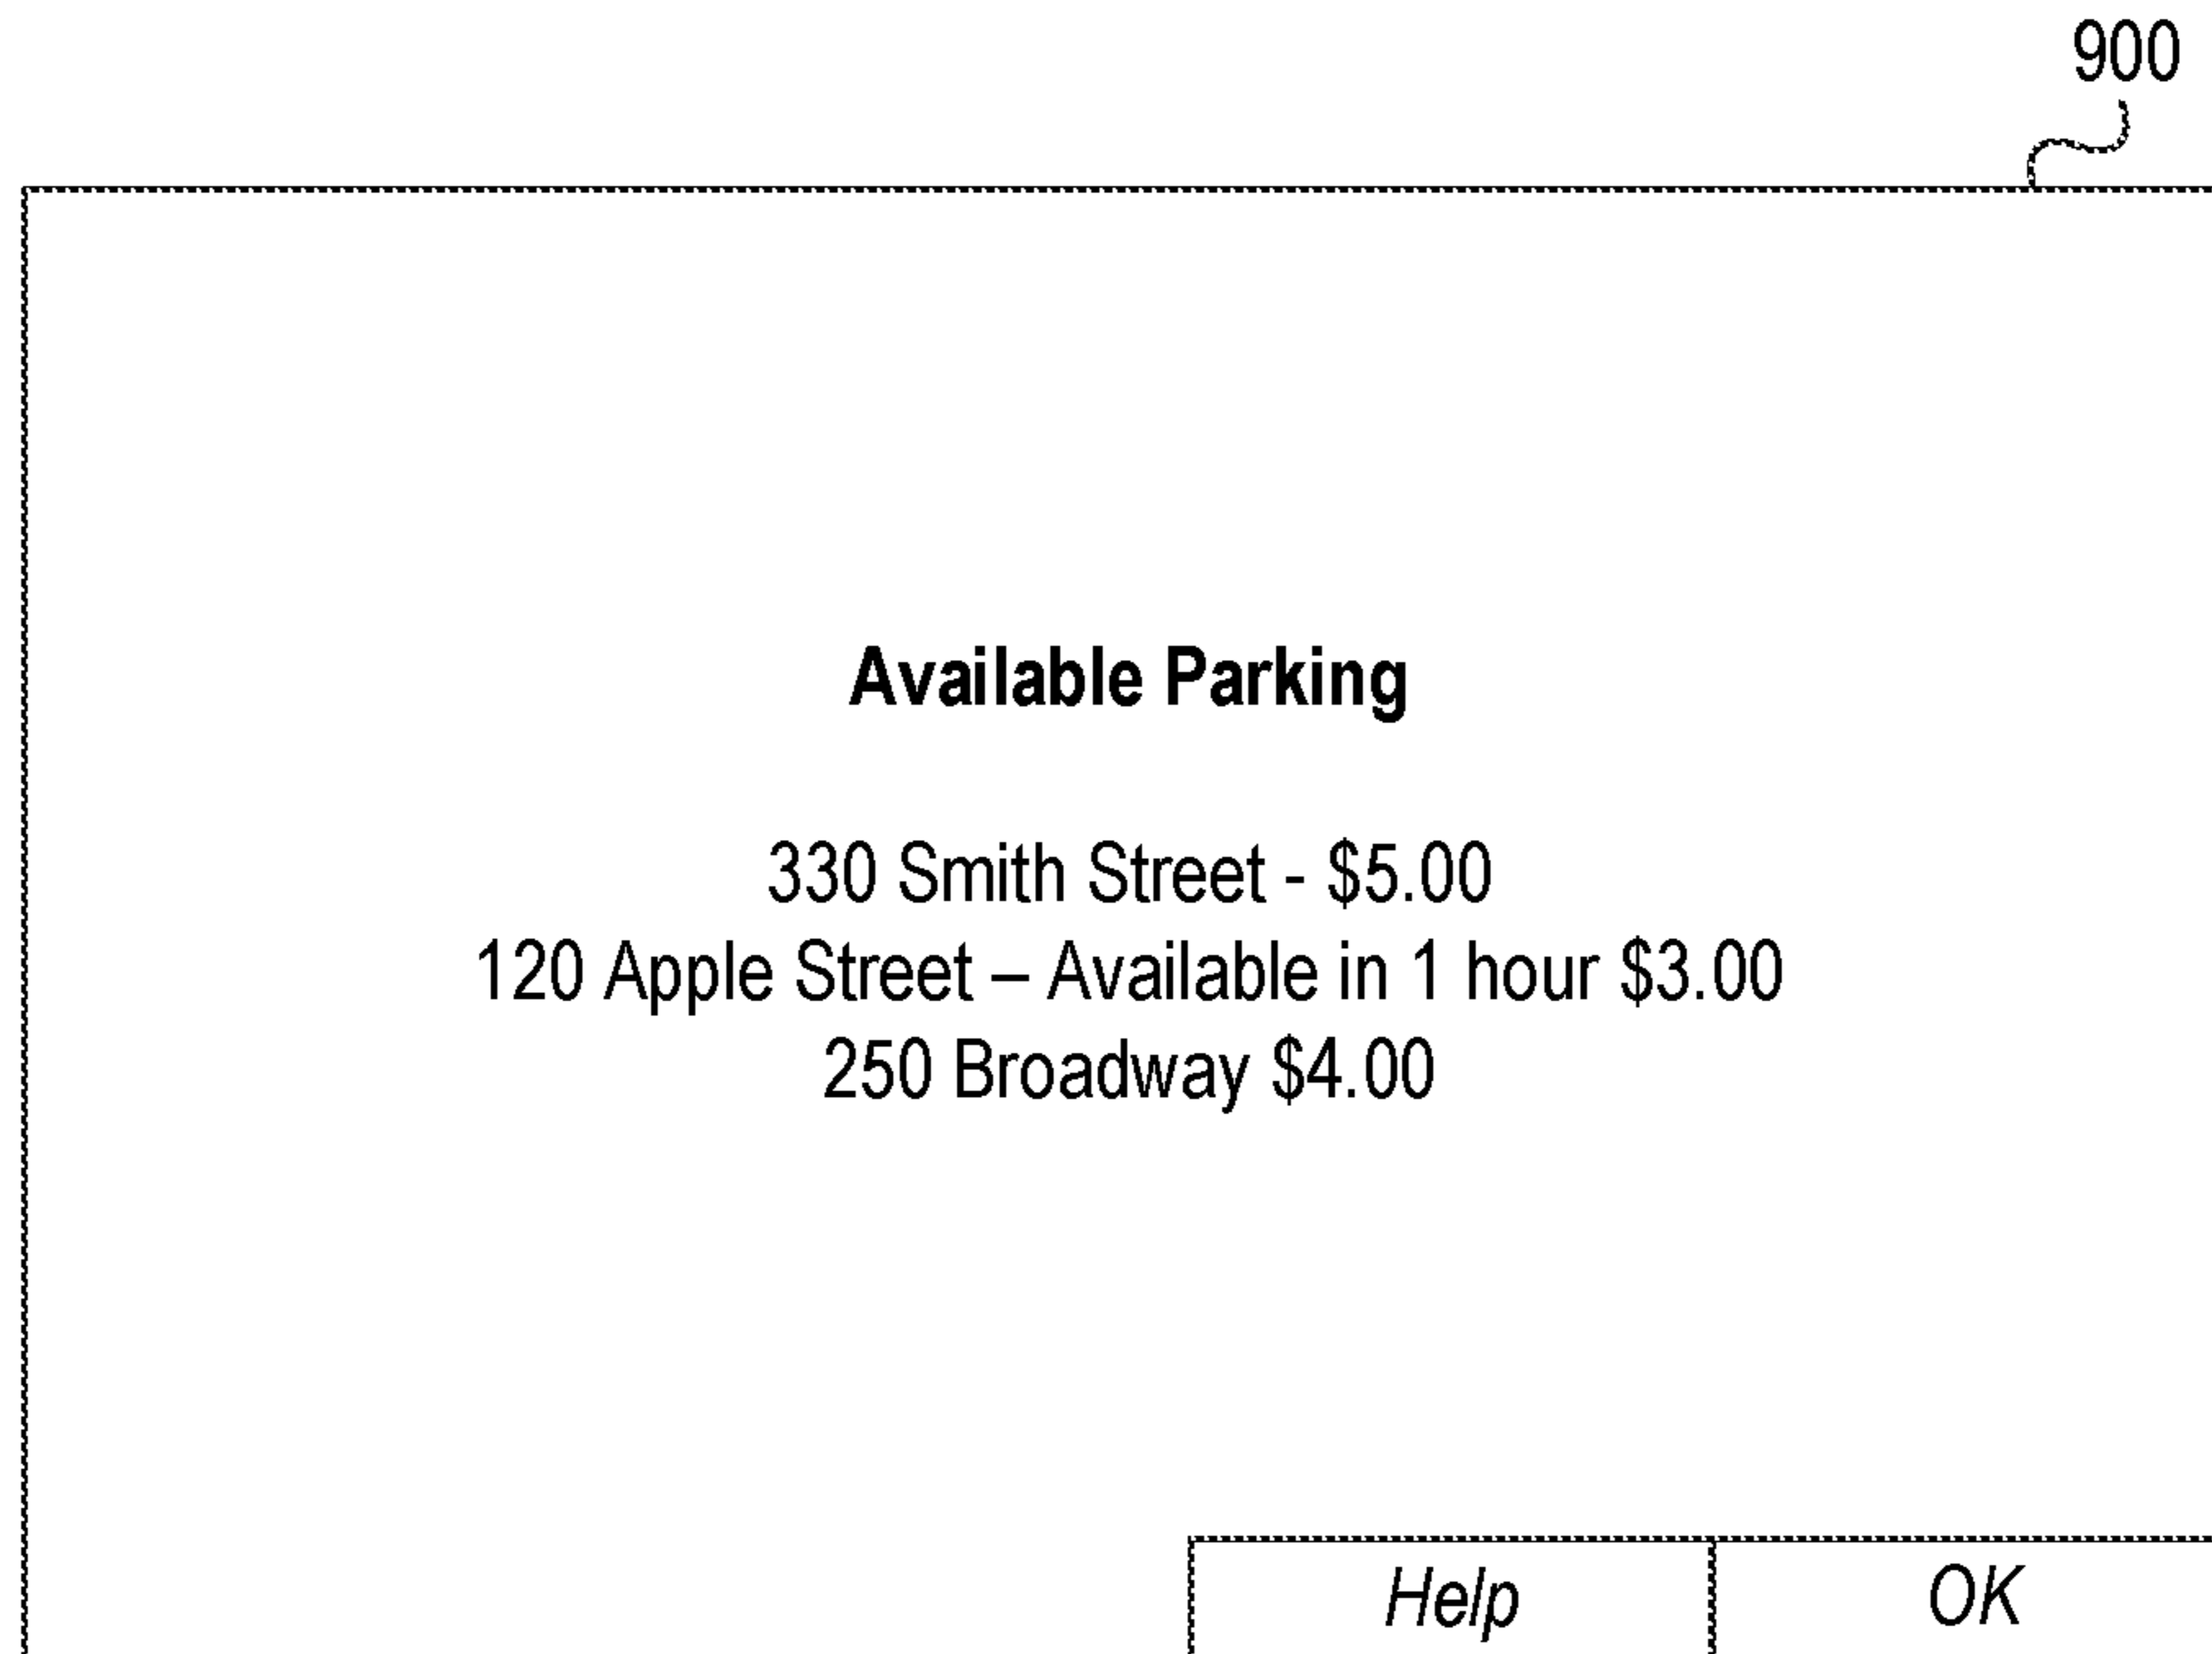 900
Available Parking
330 Smith Street - $5.00
120 Apple Street – Available in 1 hour $3.00
250 Broadway $4.00
Help
OK